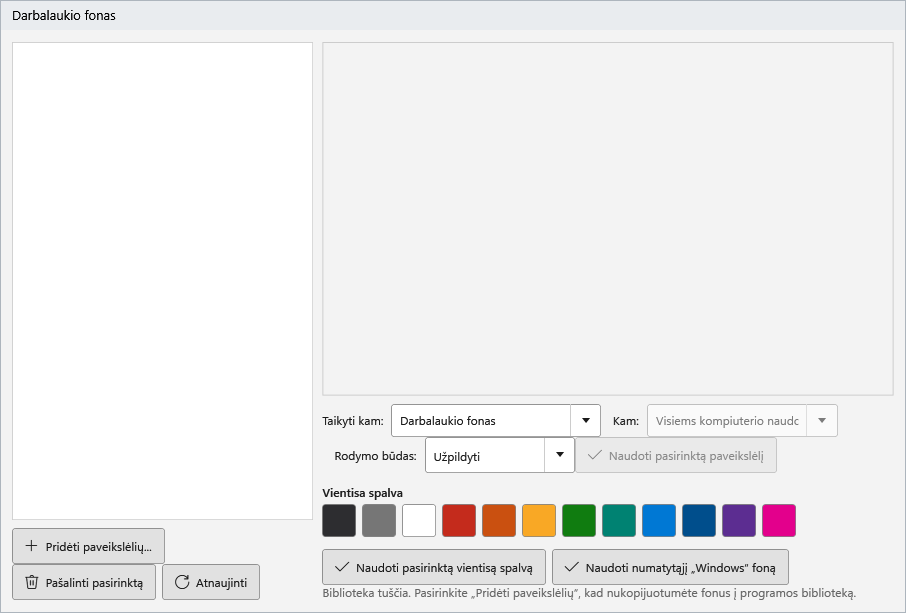 Darbalaukio fonas
Pridėti paveikslėlių...
Pašalinti pasirinktą
Atnaujinti
Taikyti kam:
Darbalaukio fonas
Kam:
Visiems kompiuterio naudo
Rodymo būdas:
Užpildyti
Naudoti pasirinktą paveikslėlį
Vientisa spalva
Naudoti pasirinktą vientisą spalvą
Naudoti numatytąjį „Windows“ foną
Biblioteka tuščia. Pasirinkite „Pridėti paveikslėlių“, kad nukopijuotumėte fonus į programos biblioteką.